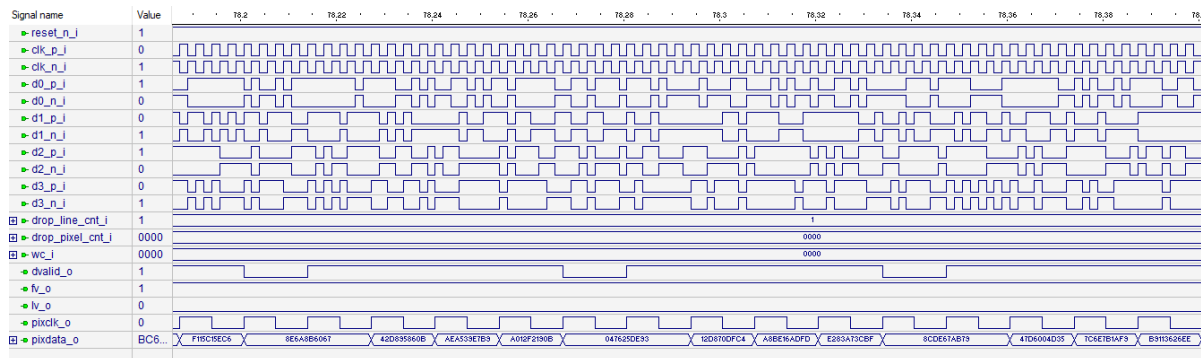 Signal name Value 78,2 78,22 78,24 78,26 78,28 78,3 78,32 78,34 78,36 78,38
reset_n_i 1
clk_p_i 0
clk_n_i 1
d0_p_i 1
d0_n_i 0
d1_p_i 0
d1_n_i 1
d2_p_i 1
d2_n_i 0
d3_p_i 0
d3_n_i 1
drop_line_cnt_i 1 1
drop_pixel_cnt_i 0000 0000
wc_i 0000 0000
dvalid_o 1
fv_o 1
lv_o 0
pixclk_o 0
pixdata_o BC6... F115C15EC6 8E6A8B6067 42D895860B AEA539E7B9 A012F2190B 047625DE93 12D870DFC4 A8BE16ADFD E283A73CBF 8CDE67AB79 47D6004D35 7C6E7B1AF9 B9113626EE